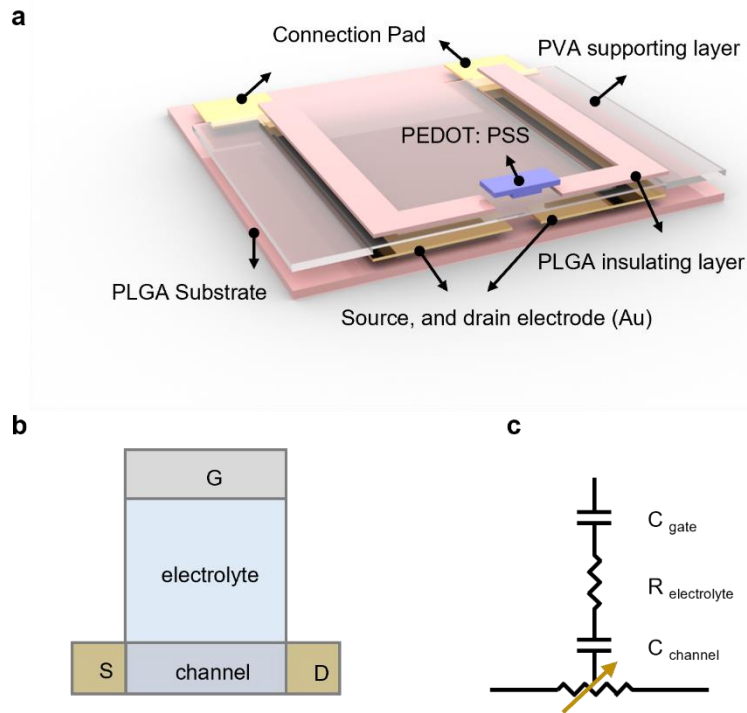 a
Connection Pad
PVA supporting layer
PEDOT: PSS
PLGA Substrate
PLGA insulating layer
Source, and drain electrode (Au)
b
G
electrolyte
S
channel
D
c
C gate
R electrolyte
C channel